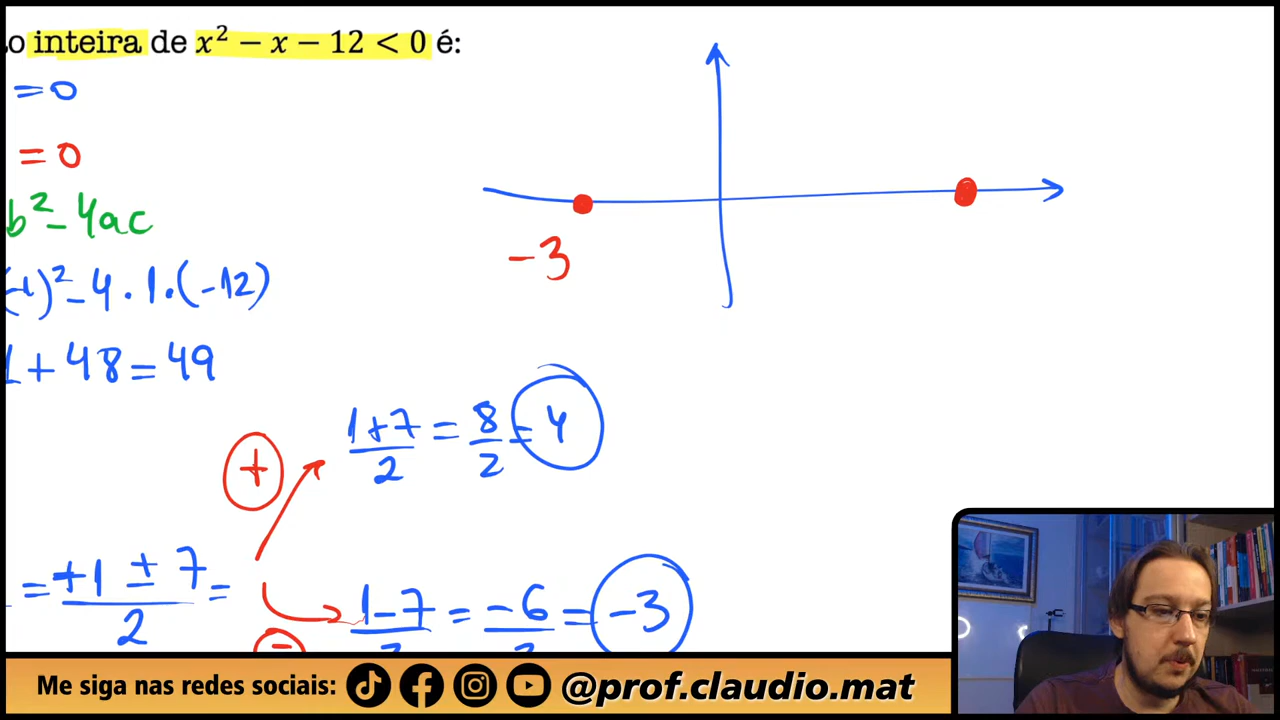 o inteira de x² − x − 12 < 0 é:
= 0
= 0
b² - 4ac
(-1)² - 4 . 1 . (-12)
1 + 48 = 49
-3
+
1+7/2 = 8/2 = 4
= +1 ± 7/2 =
-
1-7/2 = -6/2 = -3
Me siga nas redes sociais: @prof.claudio.mat